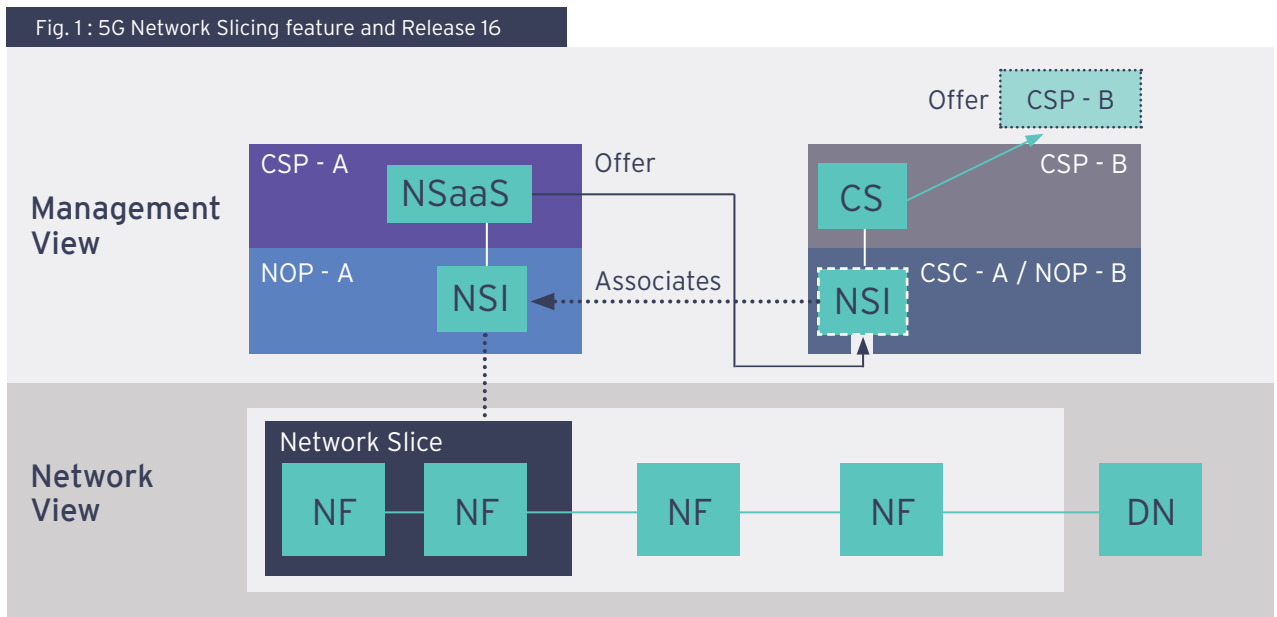 Fig. 1 : 5G Network Slicing feature and Release 16
Offer
CSP - B
CSP - A
NSaaS
Offer
CSP - B
CS
Management
View
NOP - A
NSI
Associates
CSC - A / NOP - B
NSI
Network Slice
Network
View
NF
NF
NF
NF
DN